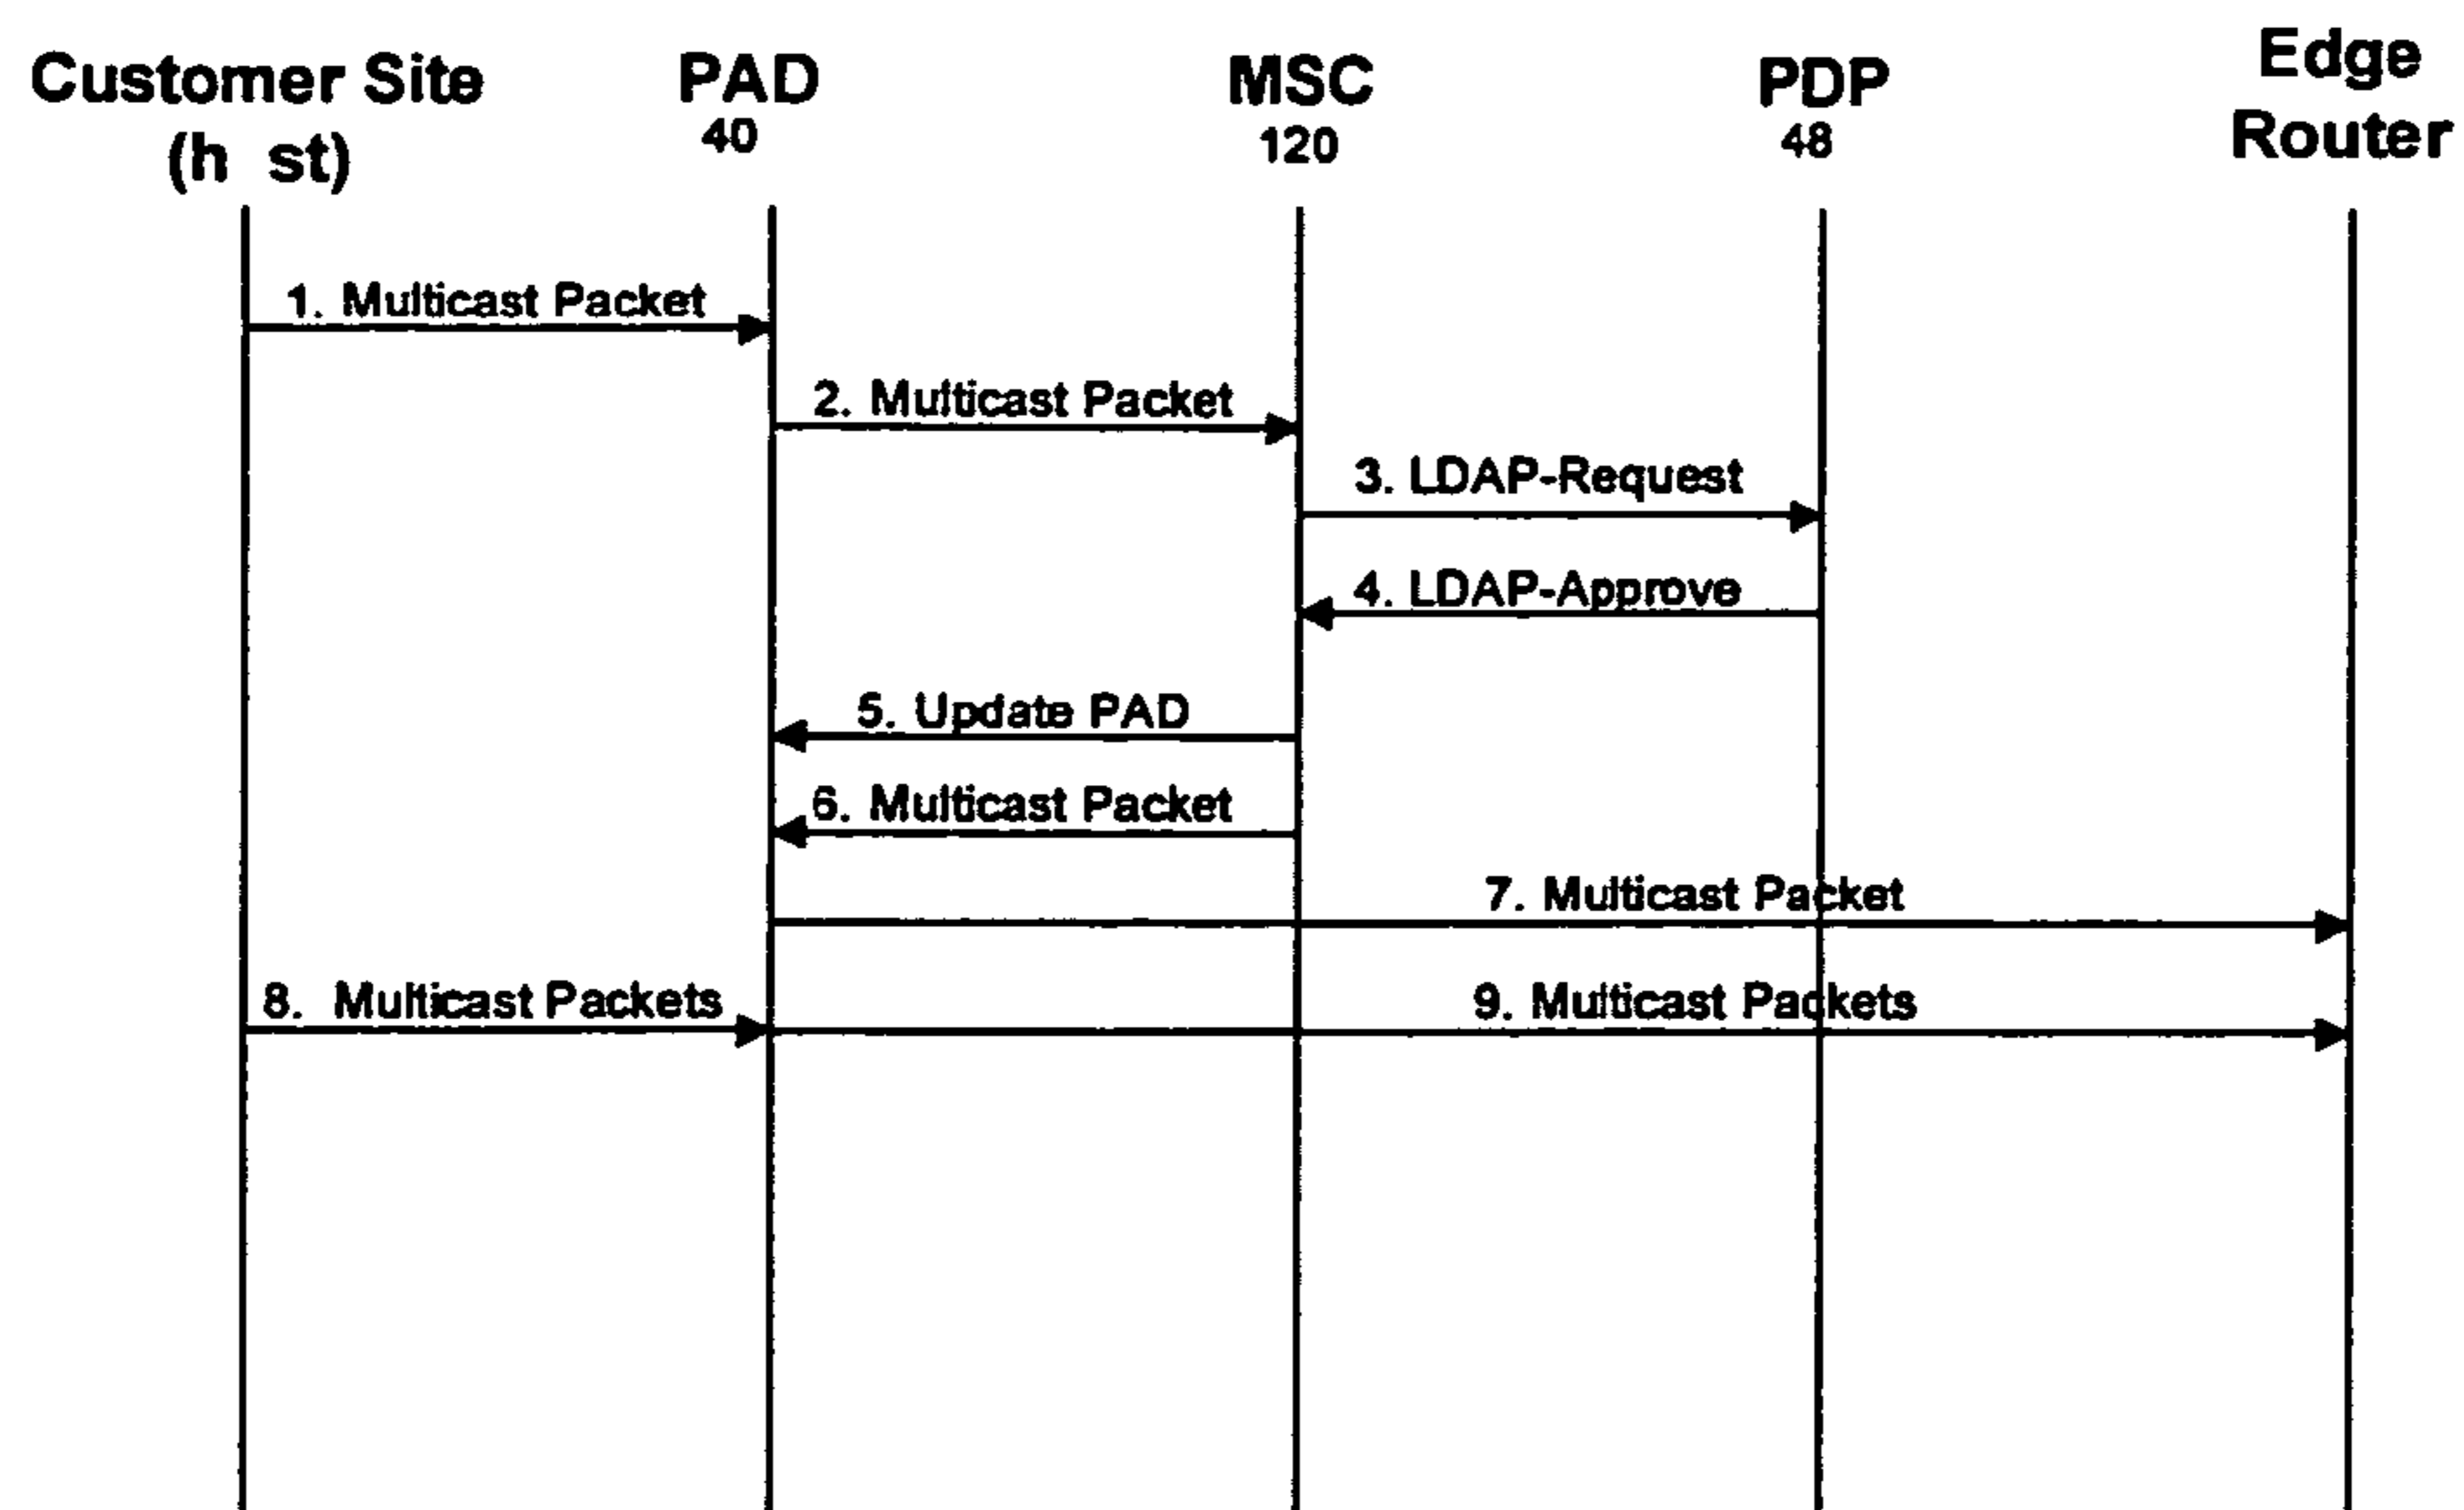 Customer Site
(h st)
PAD
40
MSC
120
PDP
48
Edge
Router
1. Multicast Packet
2. Multicast Packet
3. LDAP-Request
4. LDAP-Approve
5. Update PAD
6. Multicast Packet
7. Multicast Packet
8. Multicast Packets
9. Multicast Packets